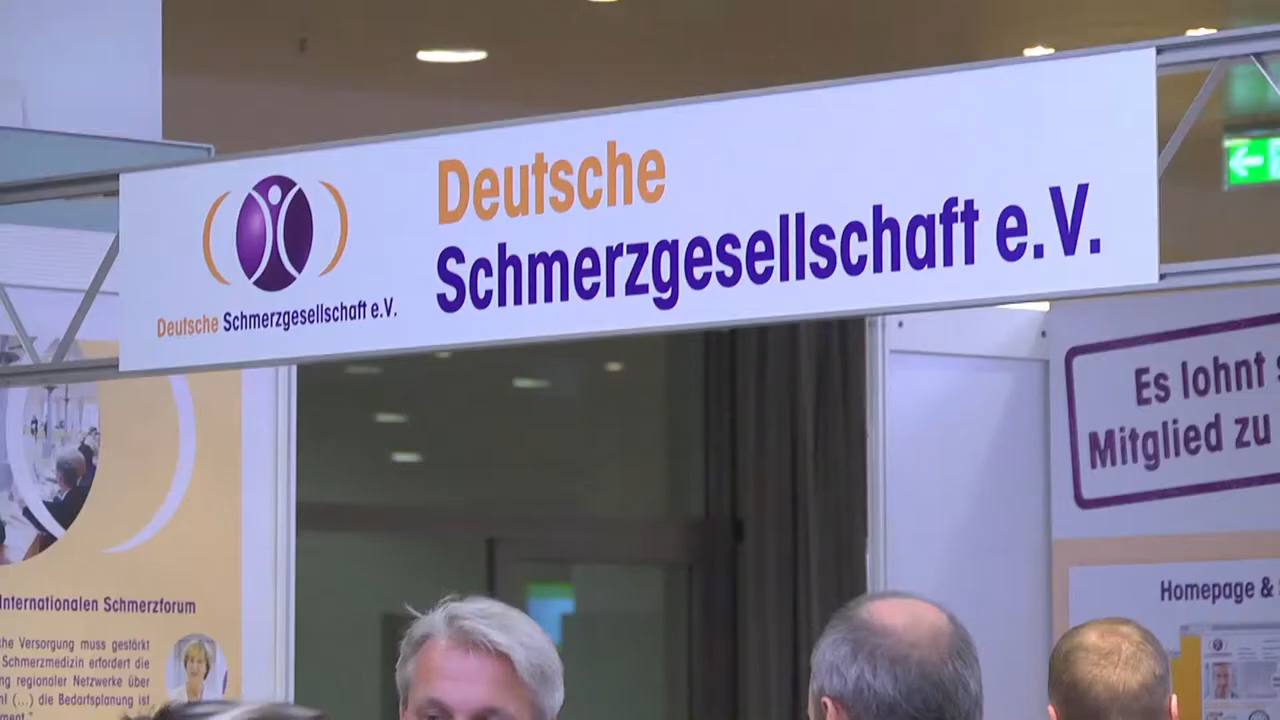 Deutsche
Schmerzgesellschaft e.V.
Deutsche Schmerzgesellschaft e.V.
Es lohnt
Mitglied zu
Homepage &
Internationalen Schmerzforum
Versorgung muss gestärkt
Schmerzmedizin erfordert die
regionaler Netzwerke über
(...) die Bedarfsplanung ist